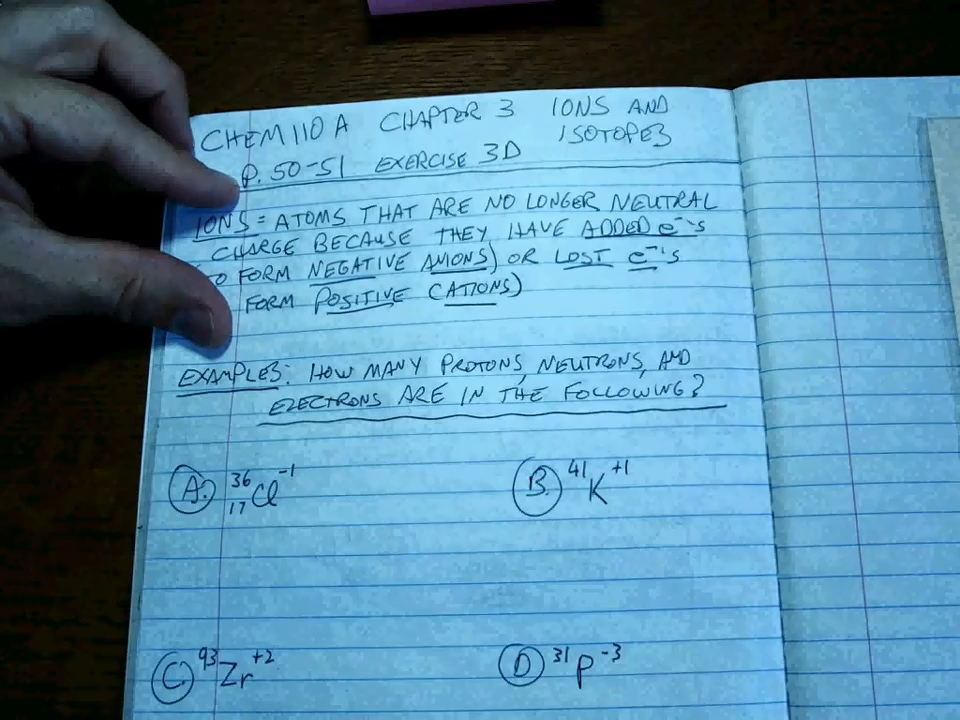 CHEM 110A CHAPTER 3 IONS AND
ISOTOPES
P. 50-51 EXERCISE 3D
IONS = ATOMS THAT ARE NO LONGER NEUTRAL
CHARGE BECAUSE THEY HAVE ADDED e⁻'s
TO FORM NEGATIVE ANIONS) OR LOST e⁻'s
FORM POSITIVE CATIONS)
EXAMPLES: HOW MANY PROTONS, NEUTRONS, AND
ELECTRONS ARE IN THE FOLLOWING?
A. ³⁶₁₇Cl⁻¹ B. ⁴¹K⁺¹
C. ⁹³Zr⁺² D ³¹P⁻³